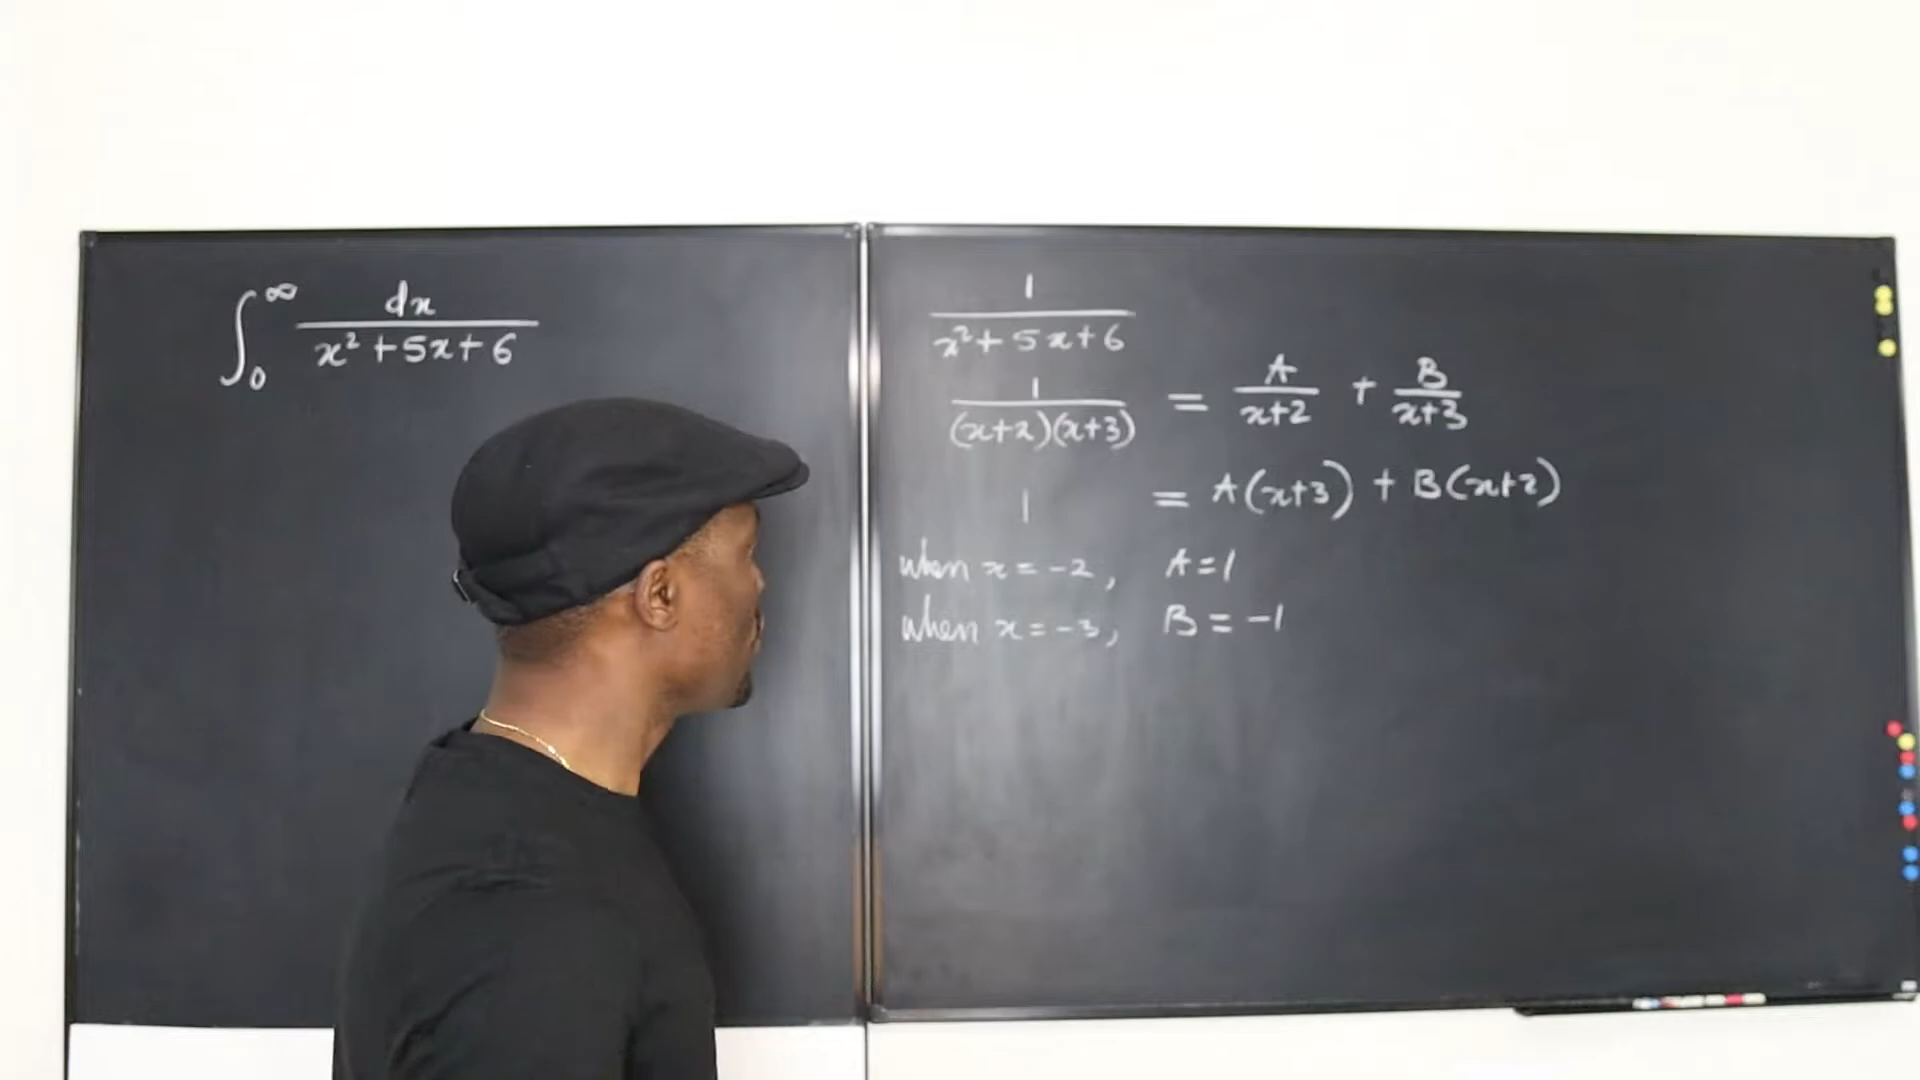 ∫₀^∞ dx / (x² + 5x + 6)
1 / (x² + 5x + 6)
1 / ((x+2)(x+3)) = A / (x+2) + B / (x+3)
1 = A(x+3) + B(x+2)
when x = -2, A = 1
when x = -3, B = -1